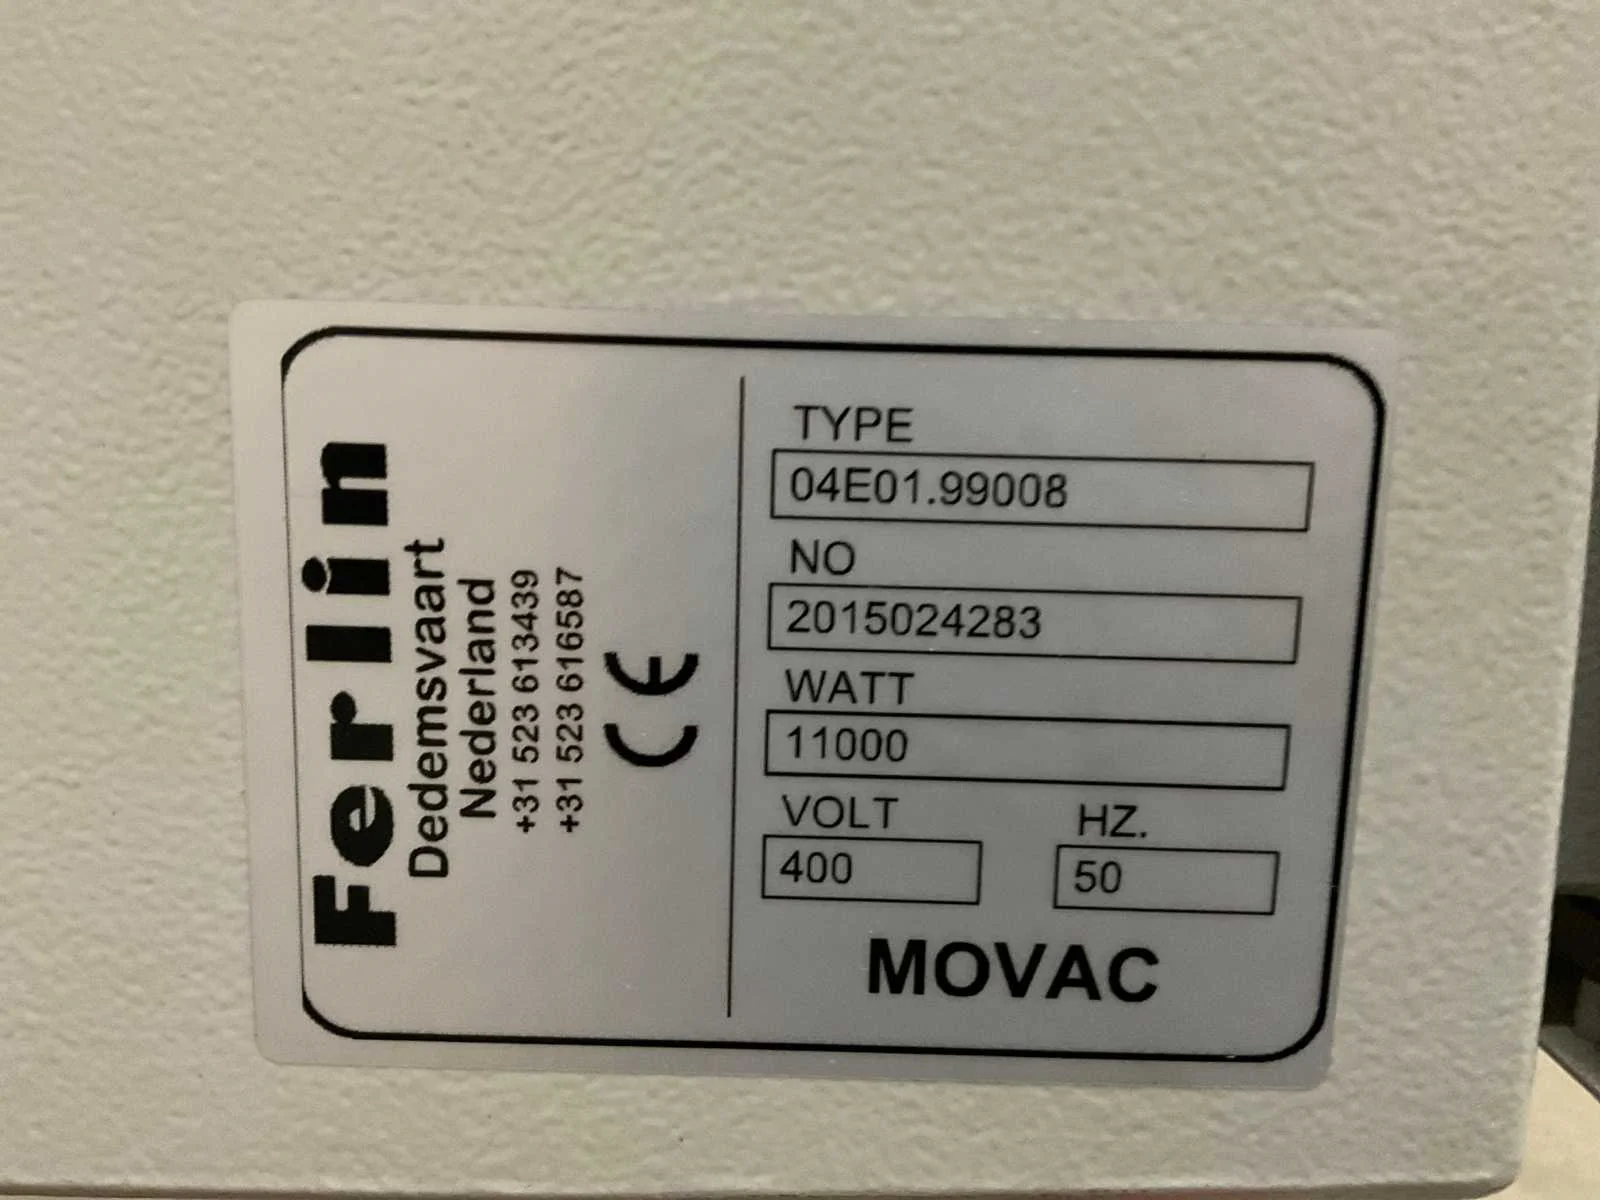 Ferlin
Dedemsvaart
Nederland
+31 523 613439
+31 523 616587
CE
TYPE
04E01.99008
NO
2015024283
WATT
11000
VOLT
HZ.
400
50
MOVAC